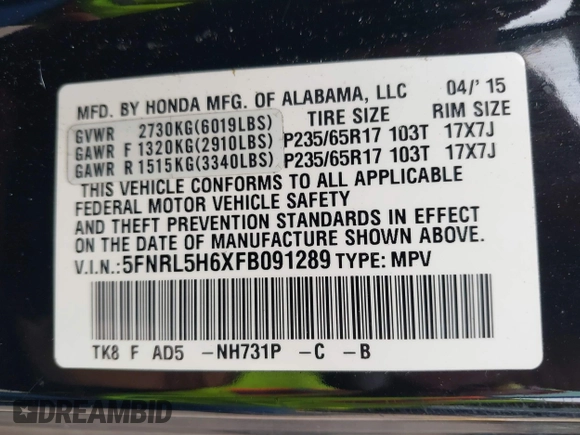 MFD. BY HONDA MFG. OF ALABAMA, LLC 04/'15
TIRE SIZE RIM SIZE
GVWR 2730KG(6019LBS)
GAWR F 1320KG(2910LBS) P235/65R17 103T 17X7J
GAWR R 1515KG(3340LBS) P235/65R17 103T 17X7J
THIS VEHICLE CONFORMS TO ALL APPLICABLE
FEDERAL MOTOR VEHICLE SAFETY
AND THEFT PREVENTION STANDARDS IN EFFECT
ON THE DATE OF MANUFACTURE SHOWN ABOVE.
V.I.N.: 5FNRL5H6XFB091289 TYPE: MPV
TK8 F AD5 -NH731P -C -B
DREAMBID